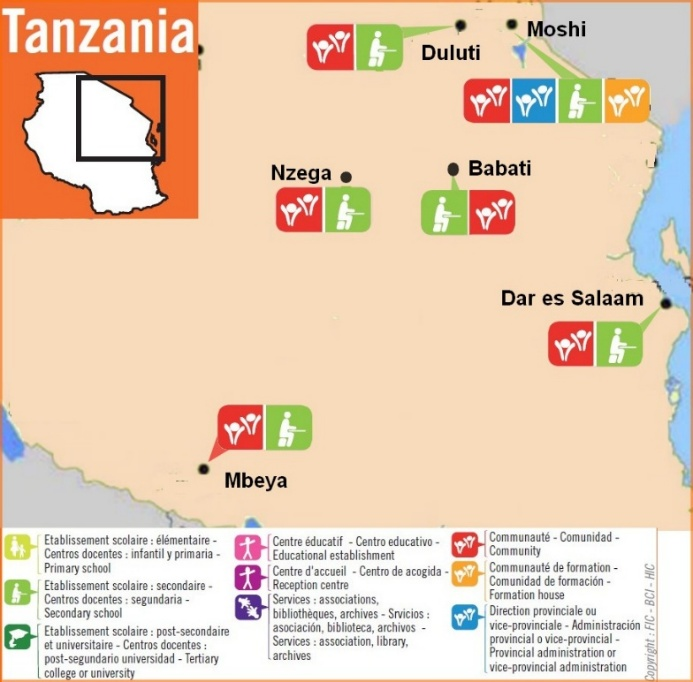 Tanzania
Moshi
Duluti
Nzega
Babati
Dar es Salaam
Mbeya
Etablissement scolaire : élémentaire -
Centros docentes : infantil y primaria -
Primary school
Etablissement scolaire : secondaire -
Centros docentes : segundaria -
Secondary school
Etablissement scolaire : post-secondaire
et universitaire - Centros docentes :
post-segundario universidad - Tertiary
college or university
Centre éducatif - Centro educativo -
Educational establishment
Centre d'accueil - Centro de acogida -
Reception centre
Services : associations,
bibliothèques, archives - Srvicios :
asociación, biblioteca, archivos -
Services : association, library,
archives
Communauté - Comunidad -
Community
Communauté de formation -
Comunidad de formación -
Formation house
Direction provinciale ou
vice-provinciale - Administración
provincial o vice-provincial -
Provincial administration or
vice-provincial administration
Copyright : FIC - BCI - HIC